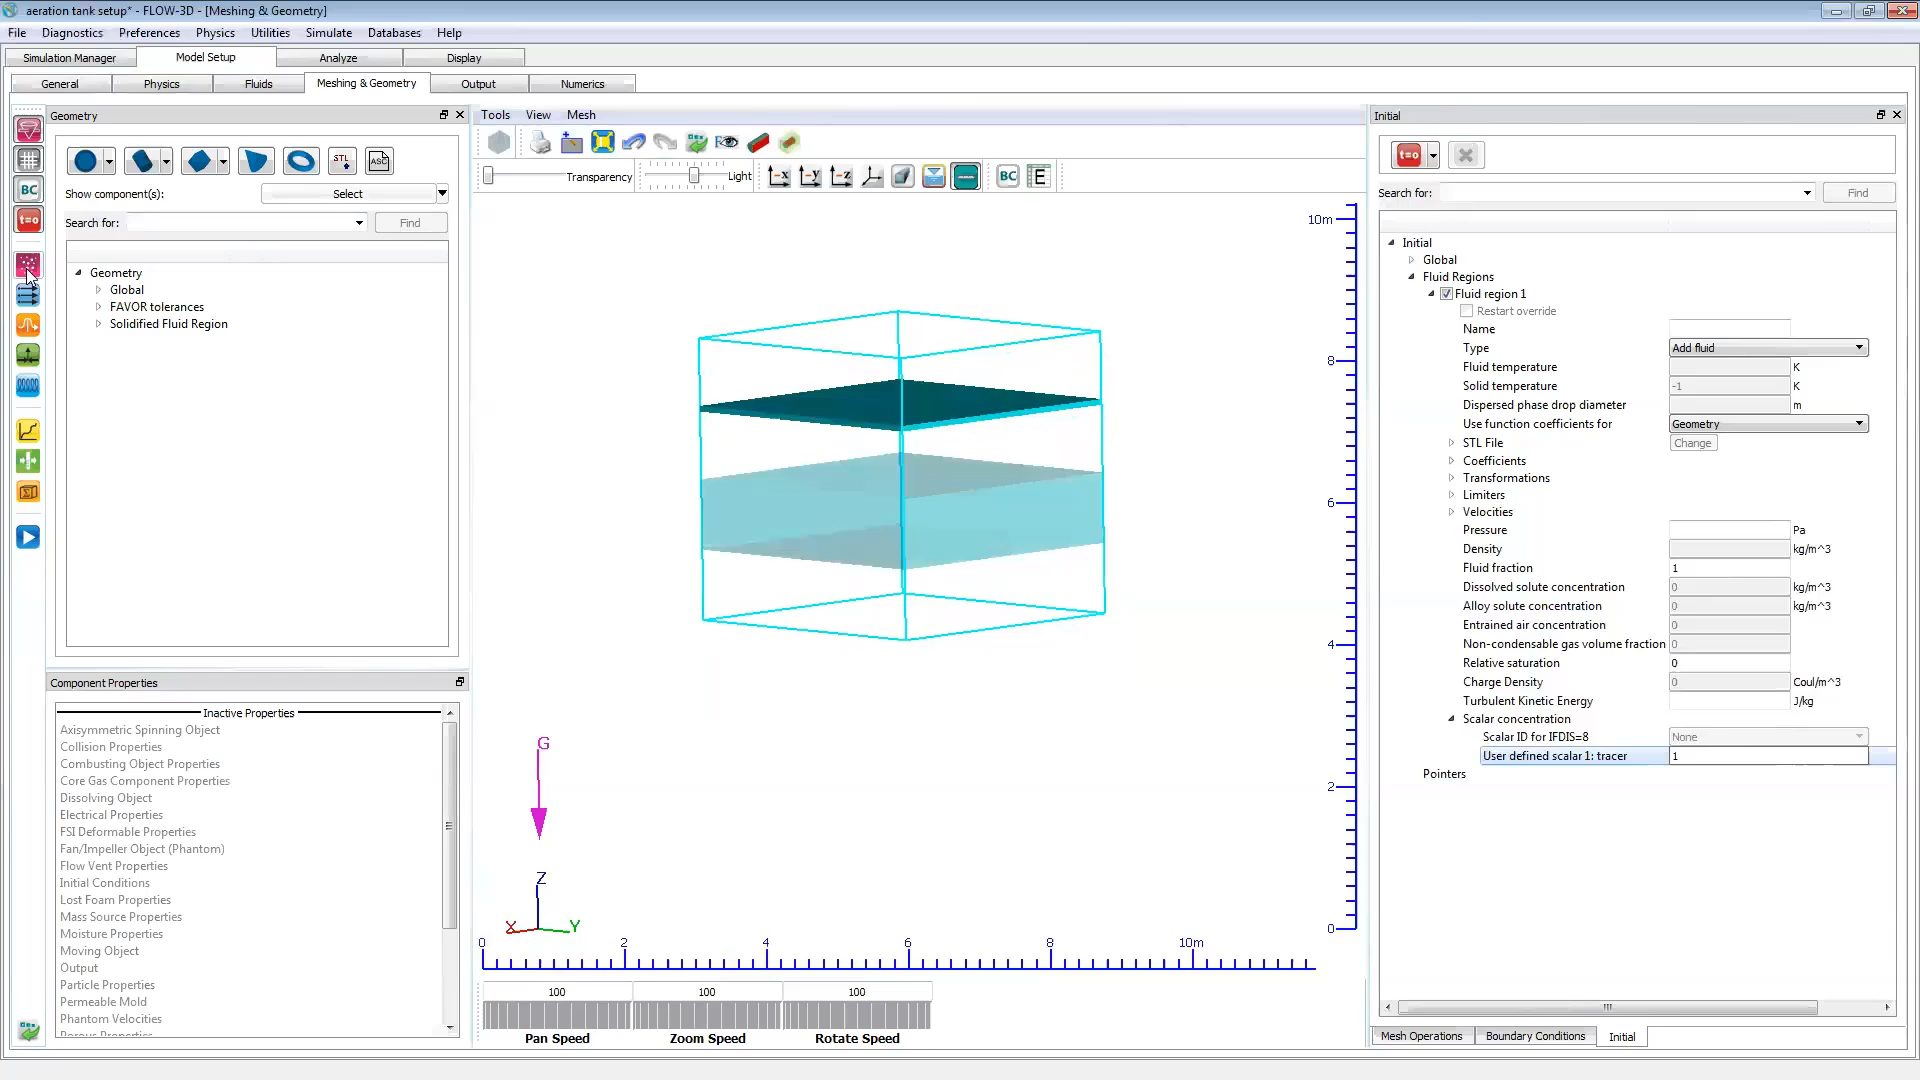 aeration tank setup* - FLOW-3D - [Meshing & Geometry]
File Diagnostics Preferences Physics Utilities Simulate Databases Help
Simulation Manager Model Setup Analyze Display
General Physics Fluids Meshing & Geometry Output Numerics
Geometry
BC
t=0
STL
ASC
Show component(s):
Select
Search for:
Find
Geometry
Global
FAVOR tolerances
Solidified Fluid Region
Component Properties
Inactive Properties
Axisymmetric Spinning Object
Collision Properties
Combusting Object Properties
Core Gas Component Properties
Dissolving Object
Electrical Properties
FSI Deformable Properties
Fan/Impeller Object (Phantom)
Flow Vent Properties
Initial Conditions
Lost Foam Properties
Mass Source Properties
Moisture Properties
Moving Object
Output
Particle Properties
Permeable Mold
Phantom Velocities
Porous Properties
Tools View Mesh
Transparency
Light
x
y
z
BC
E
10m
8
6
4
2
0
G
Z
X Y
0 2 4 6 8 10m
100 100 100
Pan Speed Zoom Speed Rotate Speed
Initial
t=0
Search for:
Find
Initial
Global
Fluid Regions
Fluid region 1
Restart override
Name
Type Add fluid
Fluid temperature K
Solid temperature -1 K
Dispersed phase drop diameter m
Use function coefficients for Geometry
STL File Change
Coefficients
Transformations
Limiters
Velocities
Pressure Pa
Density kg/m^3
Fluid fraction 1
Dissolved solute concentration 0 kg/m^3
Alloy solute concentration 0 kg/m^3
Entrained air concentration 0
Non-condensable gas volume fraction 0
Relative saturation 0
Charge Density 0 Coul/m^3
Turbulent Kinetic Energy J/kg
Scalar concentration
Scalar ID for IFDIS=8 None
User defined scalar 1: tracer 1
Pointers
Mesh Operations Boundary Conditions Initial